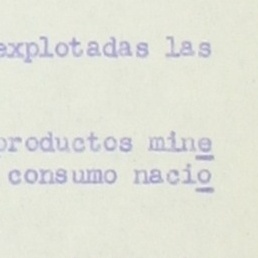 explotadas las
productos mine
consumo nacio